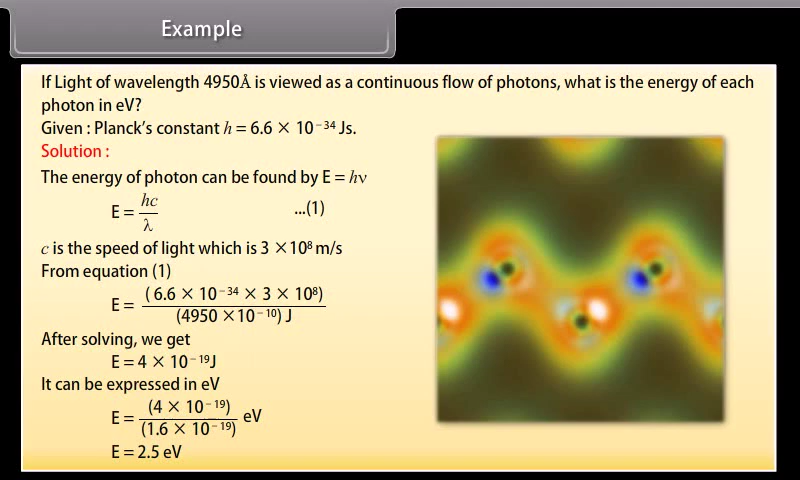 Example
If Light of wavelength 4950Å is viewed as a continuous flow of photons, what is the energy of each
photon in eV?
Given : Planck's constant h = 6.6 × 10⁻³⁴ Js.
Solution :
The energy of photon can be found by E = hν
E = hc/λ ...(1)
c is the speed of light which is 3 ×10⁸ m/s
From equation (1)
E = ( 6.6 × 10⁻³⁴ × 3 × 10⁸) / (4950 ×10⁻¹⁰) J
After solving, we get
E = 4 × 10⁻¹⁹J
It can be expressed in eV
E = (4 × 10⁻¹⁹) / (1.6 × 10⁻¹⁹) eV
E = 2.5 eV